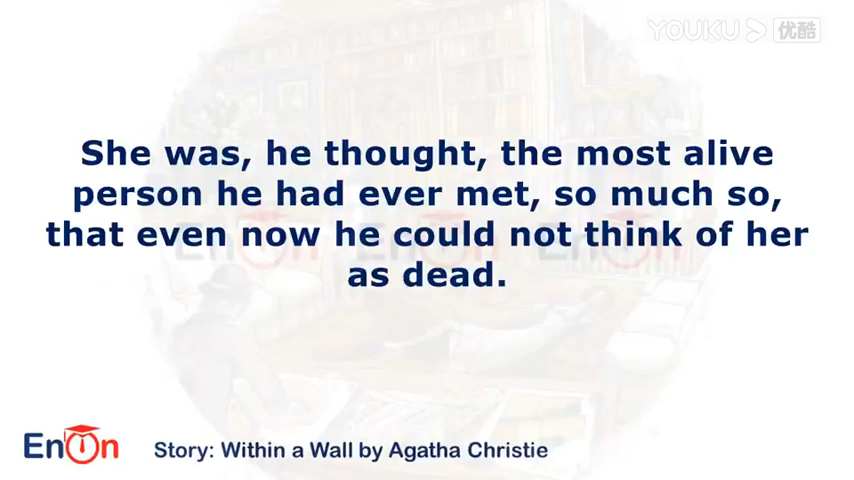 YOUKU 优酷
She was, he thought, the most alive
person he had ever met, so much so,
that even now he could not think of her
as dead.
EnOn
Story: Within a Wall by Agatha Christie